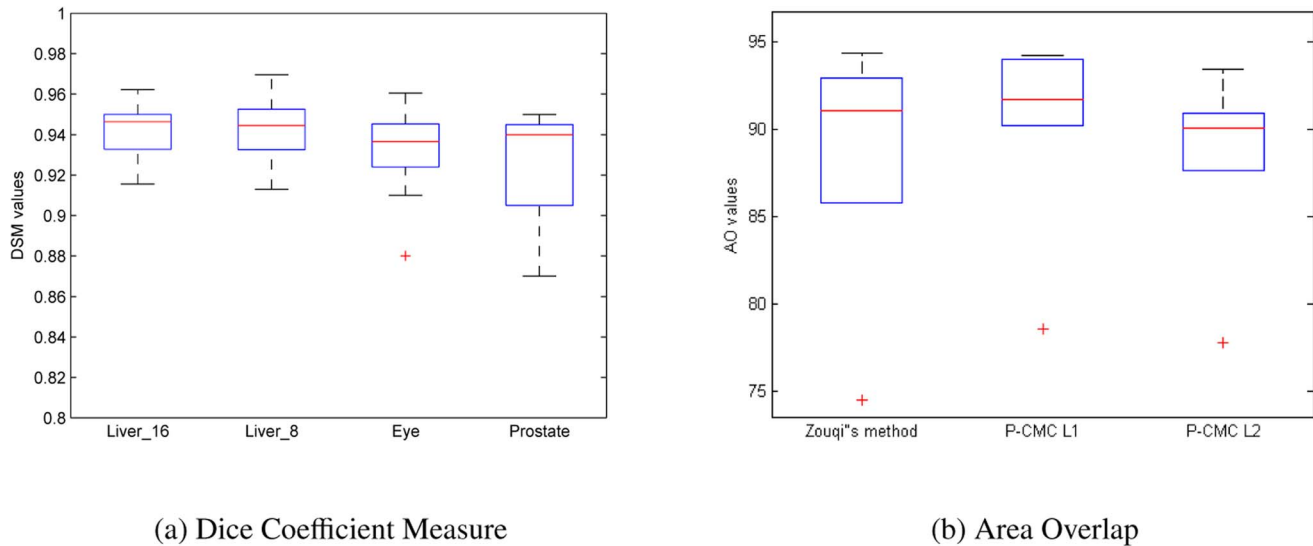 1
0.98
0.96
0.94
0.92
0.9
0.88
0.86
0.84
0.82
0.8
DSM values
Liver_16 Liver_8 Eye Prostate
(a) Dice Coefficient Measure
95
90
85
80
75
AO values
Zouqi"s method P-CMC L1 P-CMC L2
(b) Area Overlap